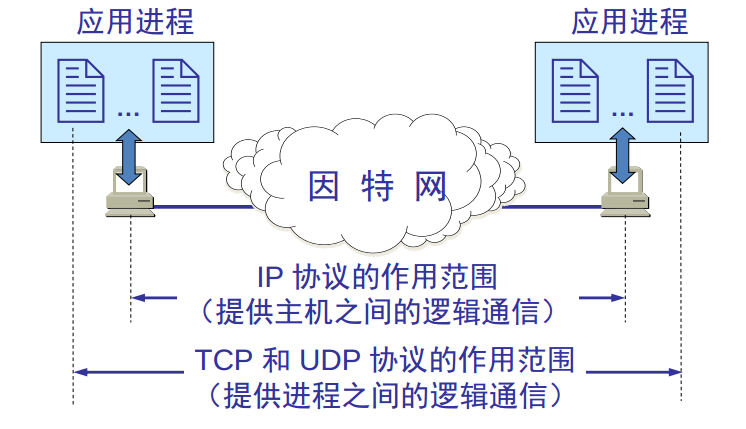 应用进程
应用进程
…
…
因特网
IP 协议的作用范围
（提供主机之间的逻辑通信）
TCP 和 UDP 协议的作用范围
（提供进程之间的逻辑通信）